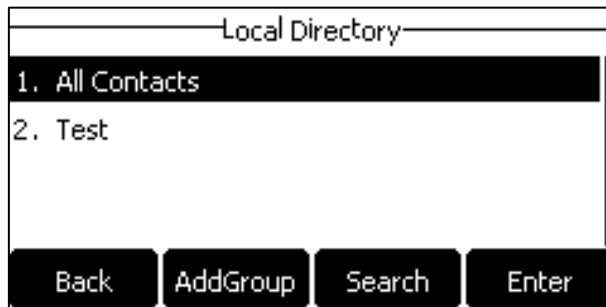 Local Directory
1. All Contacts
2. Test
Back AddGroup Search Enter